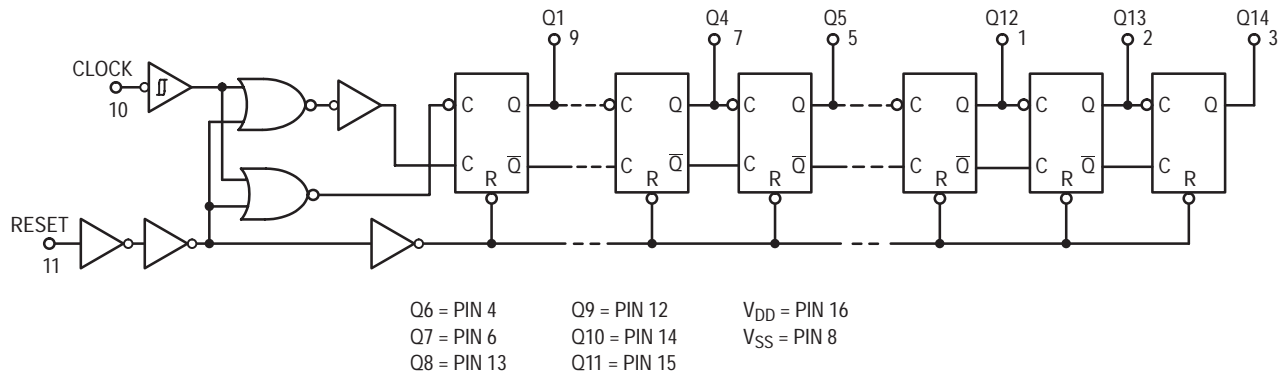 Q1 Q4 Q5 Q12 Q13 Q14
9 7 5 1 2 3
CLOCK
10
C Q C Q C Q C Q C Q C Q
C Q̅ C Q̅ C Q̅ C Q̅ C Q̅ C
R R R R R R
RESET
11
Q6 = PIN 4 Q9 = PIN 12 VDD = PIN 16
Q7 = PIN 6 Q10 = PIN 14 VSS = PIN 8
Q8 = PIN 13 Q11 = PIN 15